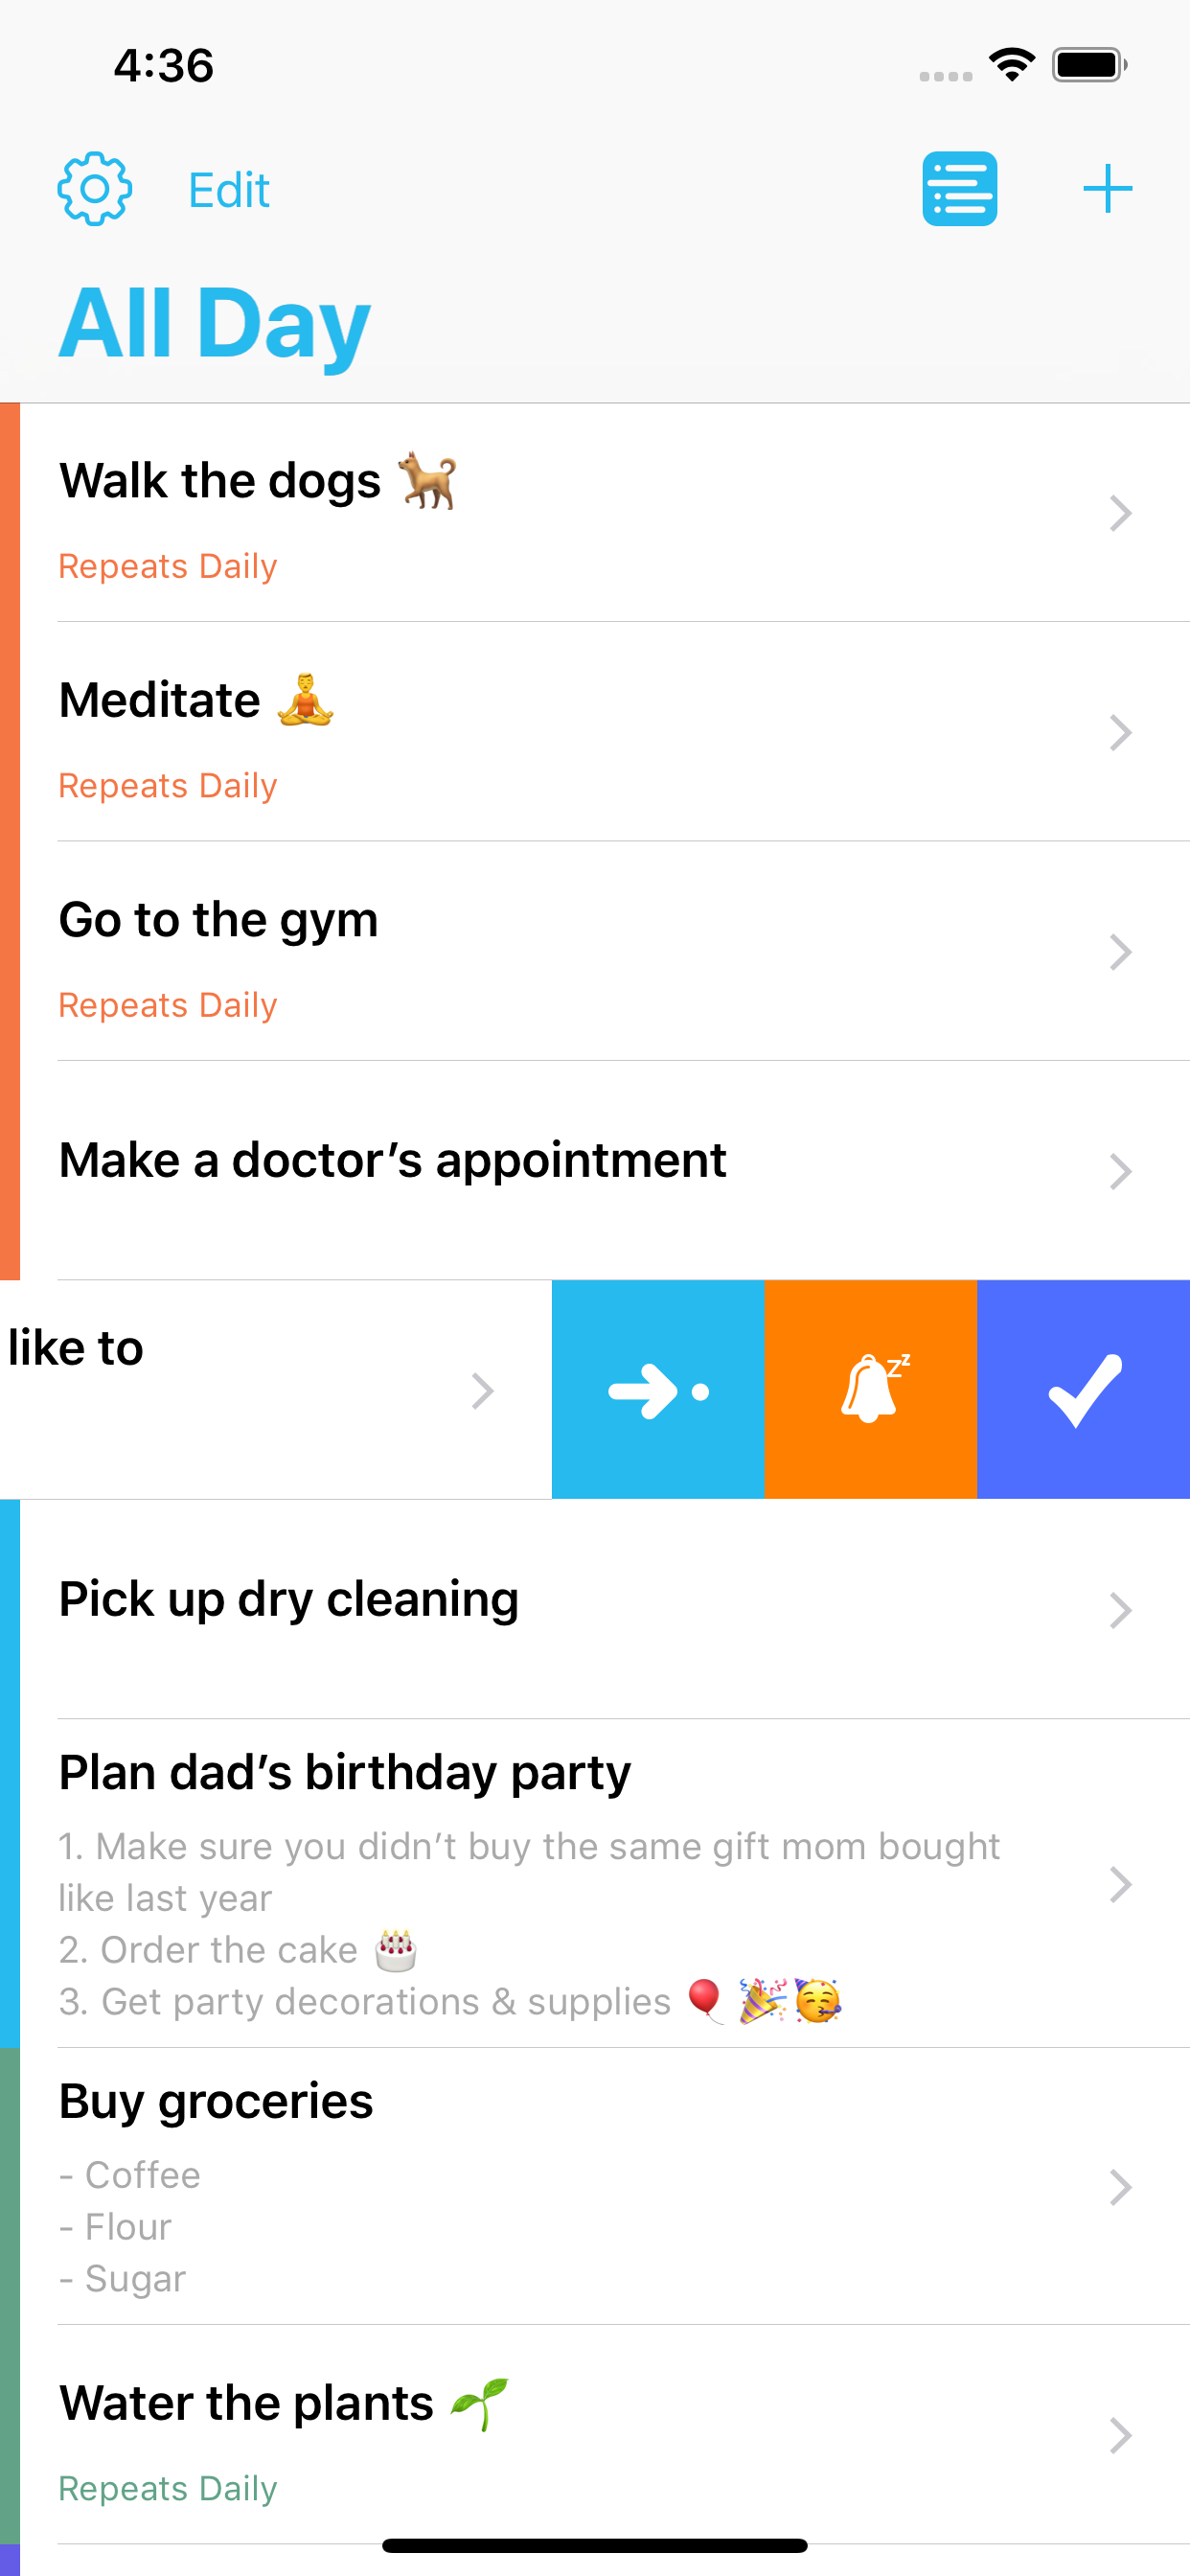 4:36
Edit
All Day
Walk the dogs 🐕
Repeats Daily
Meditate 🧘‍♂️
Repeats Daily
Go to the gym
Repeats Daily
Make a doctor’s appointment
like to
Pick up dry cleaning
Plan dad’s birthday party
1. Make sure you didn’t buy the same gift mom bought
like last year
2. Order the cake 🎂
3. Get party decorations & supplies 🎈🎉🥳
Buy groceries
- Coffee
- Flour
- Sugar
Water the plants 🌱
Repeats Daily